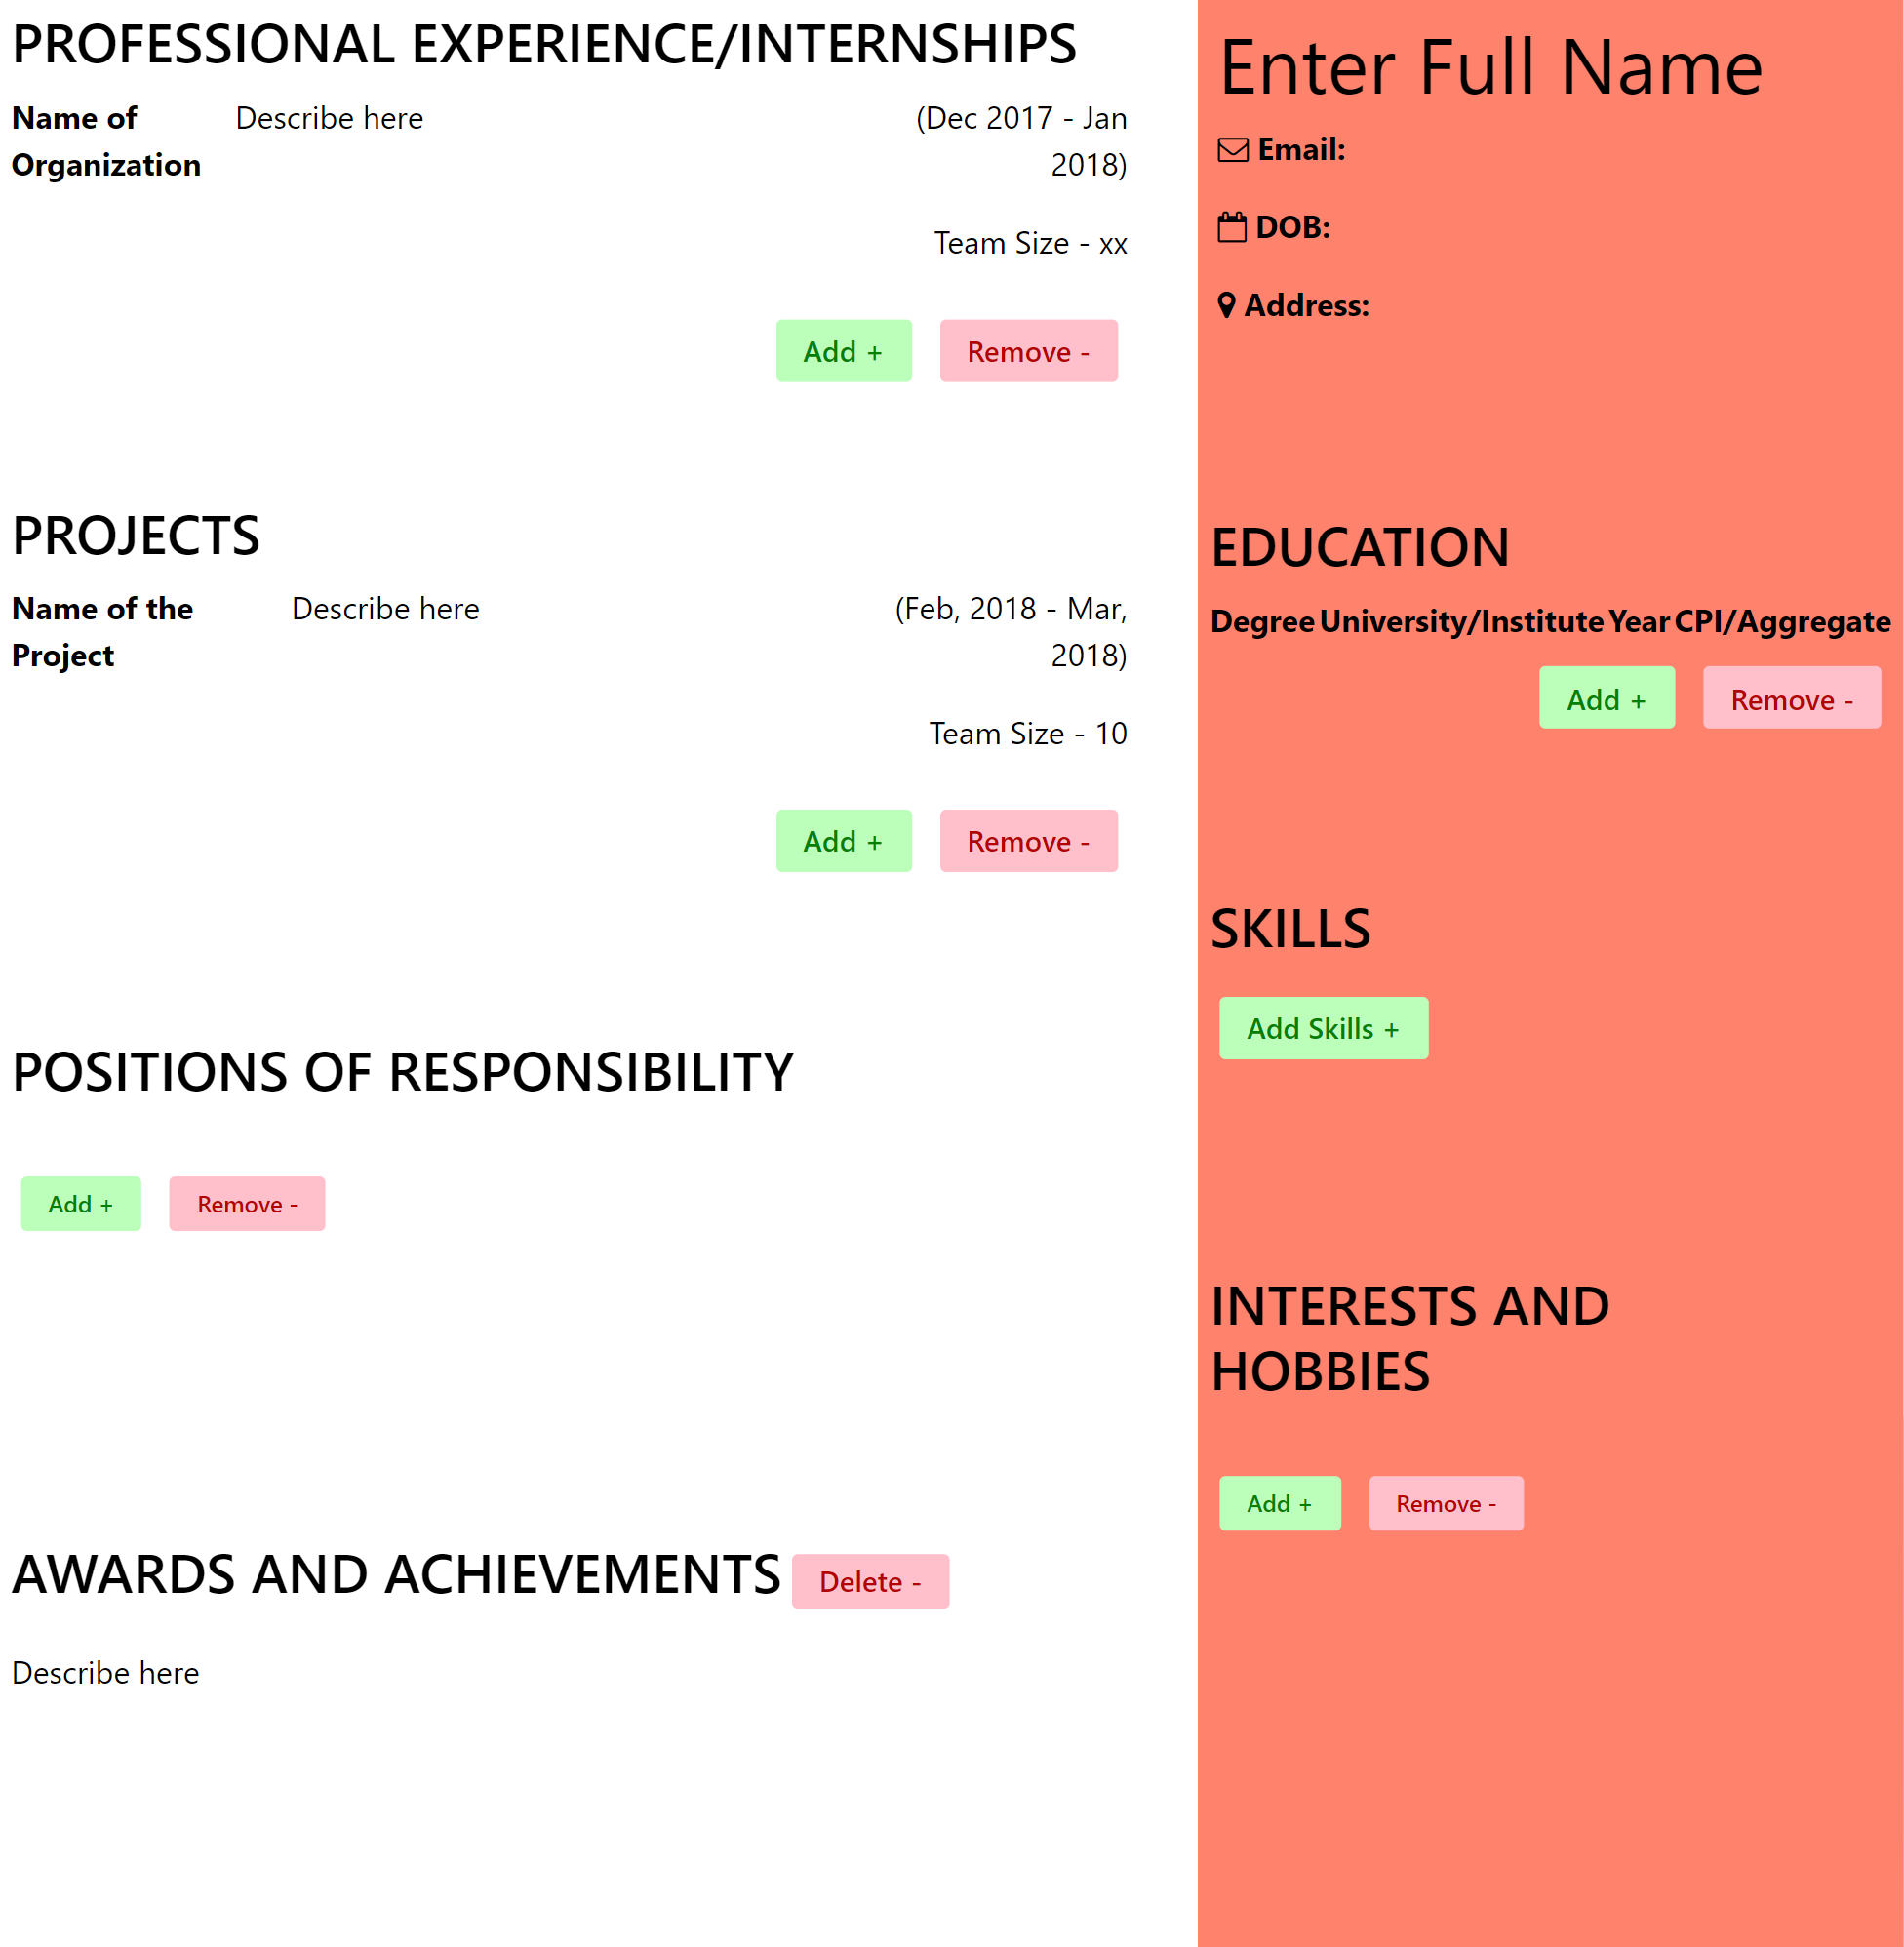 PROFESSIONAL EXPERIENCE/INTERNSHIPS
Name of Organization
Describe here
(Dec 2017 - Jan
2018)
Team Size - xx
Add +
Remove -
PROJECTS
Name of the
Project
Describe here
(Feb, 2018 - Mar,
2018)
Team Size - 10
Add +
Remove -
POSITIONS OF RESPONSIBILITY
Add +
Remove -
AWARDS AND ACHIEVEMENTS Delete -
Describe here
Enter Full Name
Email:
DOB:
Address:
EDUCATION
Degree University/Institute Year CPI/Aggregate
Add +
Remove -
SKILLS
Add Skills +
INTERESTS AND
HOBBIES
Add +
Remove -